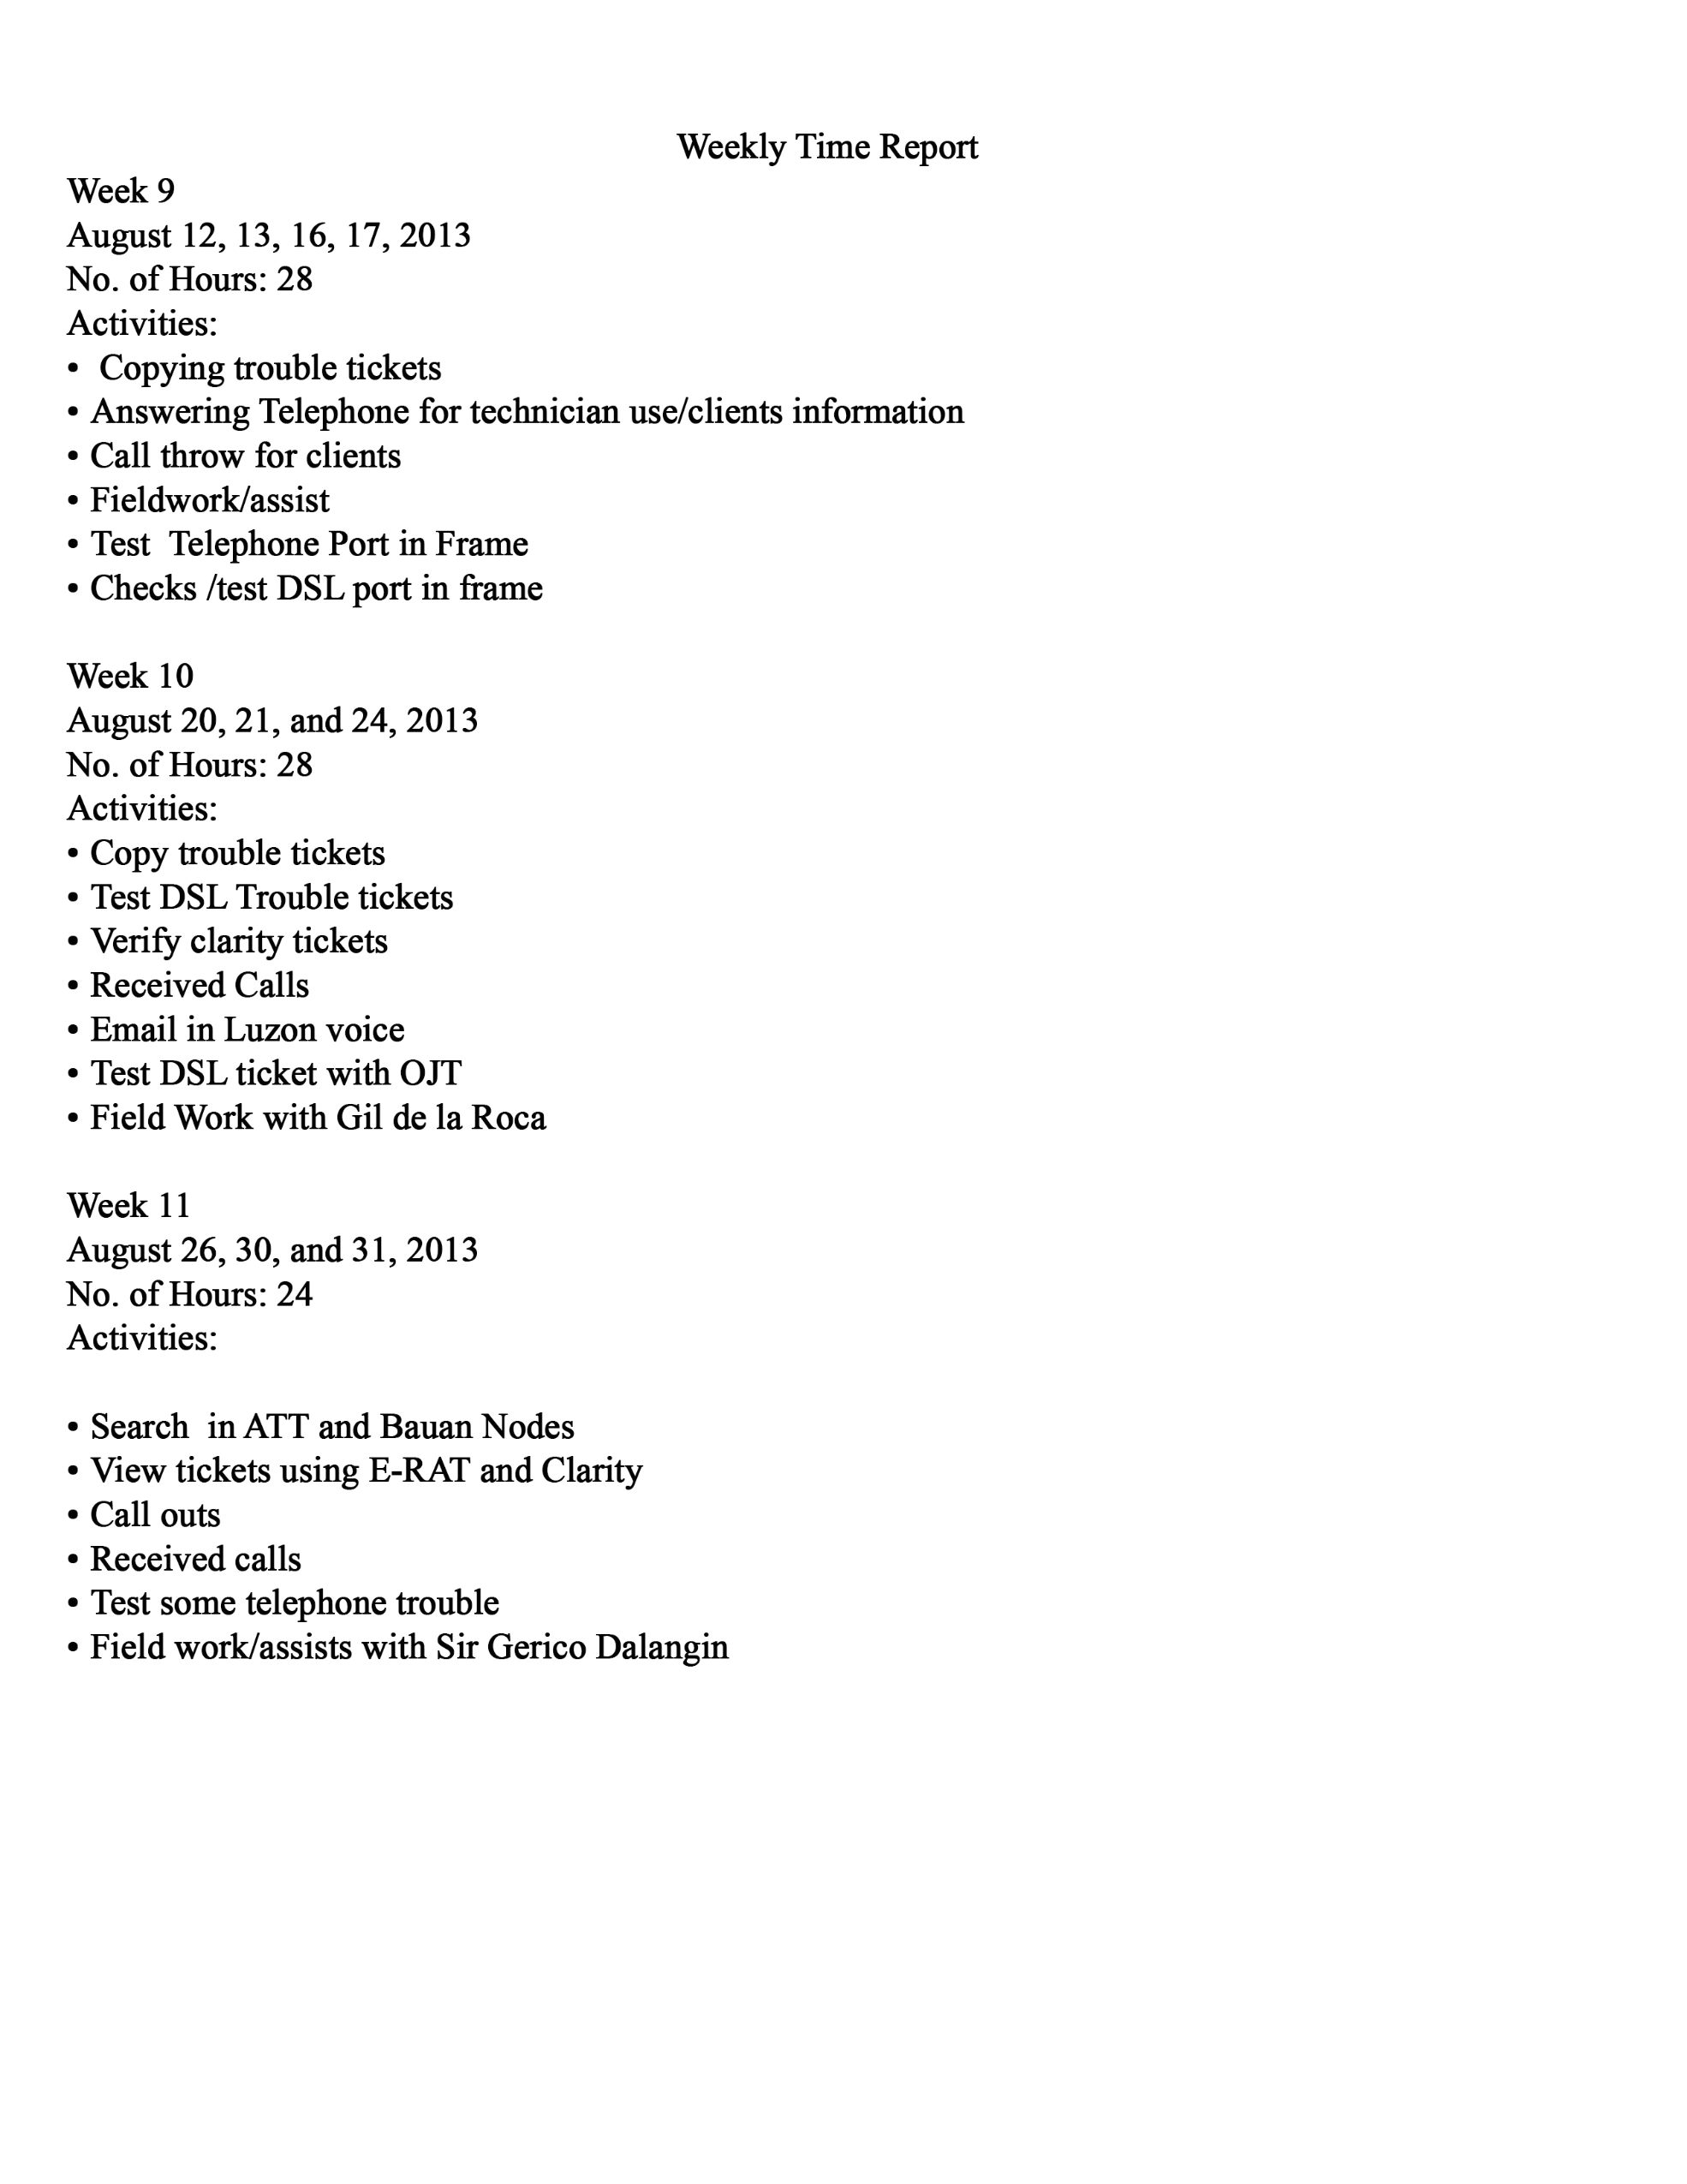 Weekly Time Report
Week 9
August 12, 13, 16, 17, 2013
No. of Hours: 28
Activities:
•  Copying trouble tickets
• Answering Telephone for technician use/clients information
• Call throw for clients
• Fieldwork/assist
• Test  Telephone Port in Frame
• Checks /test DSL port in frame
Week 10
August 20, 21, and 24, 2013
No. of Hours: 28
Activities:
• Copy trouble tickets
• Test DSL Trouble tickets
• Verify clarity tickets
• Received Calls
• Email in Luzon voice
• Test DSL ticket with OJT
• Field Work with Gil de la Roca
Week 11
August 26, 30, and 31, 2013
No. of Hours: 24
Activities:
• Search  in ATT and Bauan Nodes
• View tickets using E-RAT and Clarity
• Call outs
• Received calls
• Test some telephone trouble
• Field work/assists with Sir Gerico Dalangin